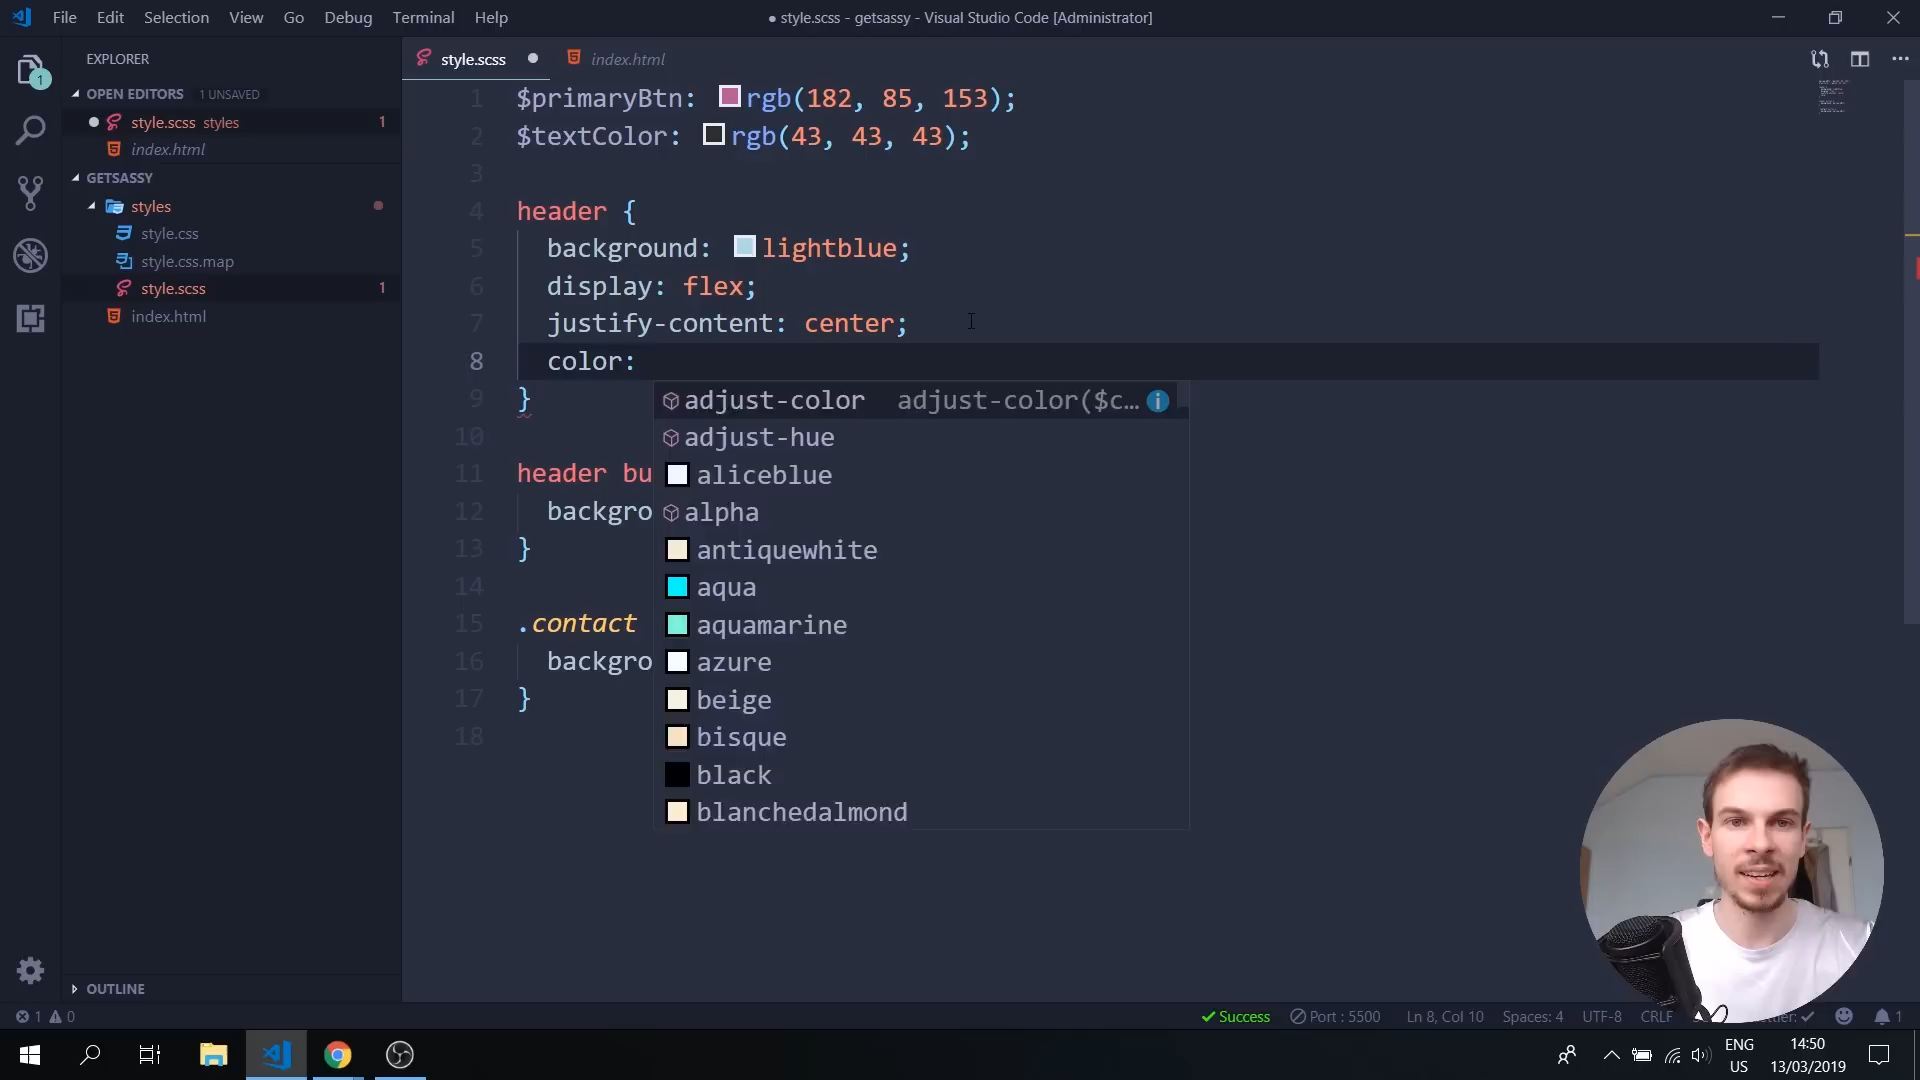 File Edit Selection View Go Debug Terminal Help
● style.scss - getsassy - Visual Studio Code [Administrator]
EXPLORER
OPEN EDITORS 1 UNSAVED
style.scss styles 1
index.html
GETSASSY
styles
style.css
style.css.map
style.scss 1
index.html
OUTLINE
1
style.scss
index.html
1 $primaryBtn: rgb(182, 85, 153);
2 $textColor: rgb(43, 43, 43);
3
4 header {
5 background: lightblue;
6 display: flex;
7 justify-content: center;
8 color:
9 }
10
11 header bu
12 backgro
13 }
14
15 .contact
16 backgro
17 }
18
adjust-color adjust-color($c…
adjust-hue
aliceblue
alpha
antiquewhite
aqua
aquamarine
azure
beige
bisque
black
blanchedalmond
1 0
Success Port : 5500 Ln 8, Col 10 Spaces: 4 UTF-8 CRLF 1
ENG
US
14:50
13/03/2019